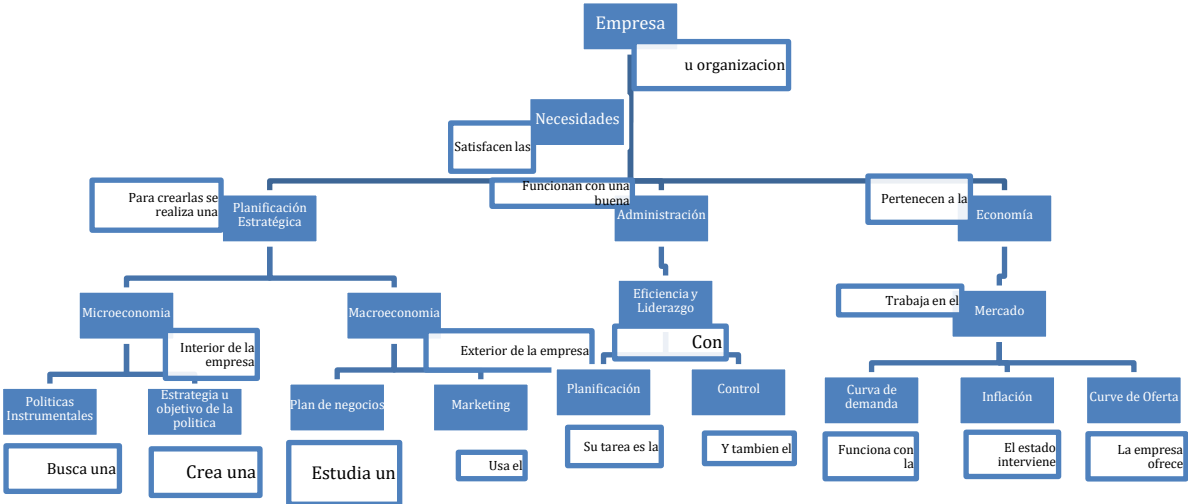 Empresa
u organizacion
Necesidades
Satisfacen las
Para crearlas se
realiza una
Planificación
Estratégica
Funcionan con una
buena
Administración
Pertenecen a la
Economía
Microeconomia
Interior de la
empresa
Macroeconomia
Exterior de la empresa
Eficiencia y
Liderazgo
Con
Trabaja en el
Mercado
Politicas
Instrumentales
Busca una
Estrategia u
objetivo de la
politica
Crea una
Plan de negocios
Estudia un
Marketing
Usa el
Planificación
Su tarea es la
Control
Y tambien el
Curva de
demanda
Funciona con
la
Inflación
El estado
interviene
Curve de Oferta
La empresa
ofrece